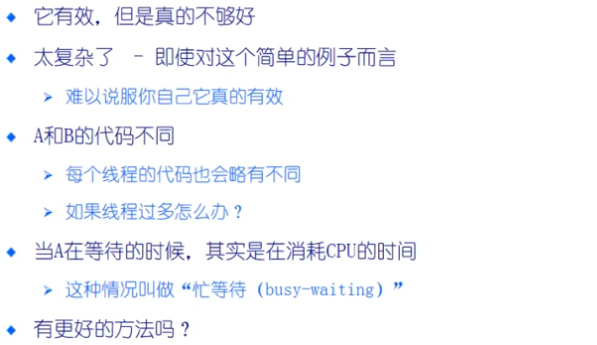 它有效，但是真的不够好
太复杂了 - 即使对这个简单的例子而言
难以说服你自己它真的有效
A和B的代码不同
每个线程的代码也会略有不同
如果线程过多怎么办？
当A在等待的时候，其实是在消耗CPU的时间
这种情况叫做“忙等待（busy-waiting）”
有更好的方法吗？